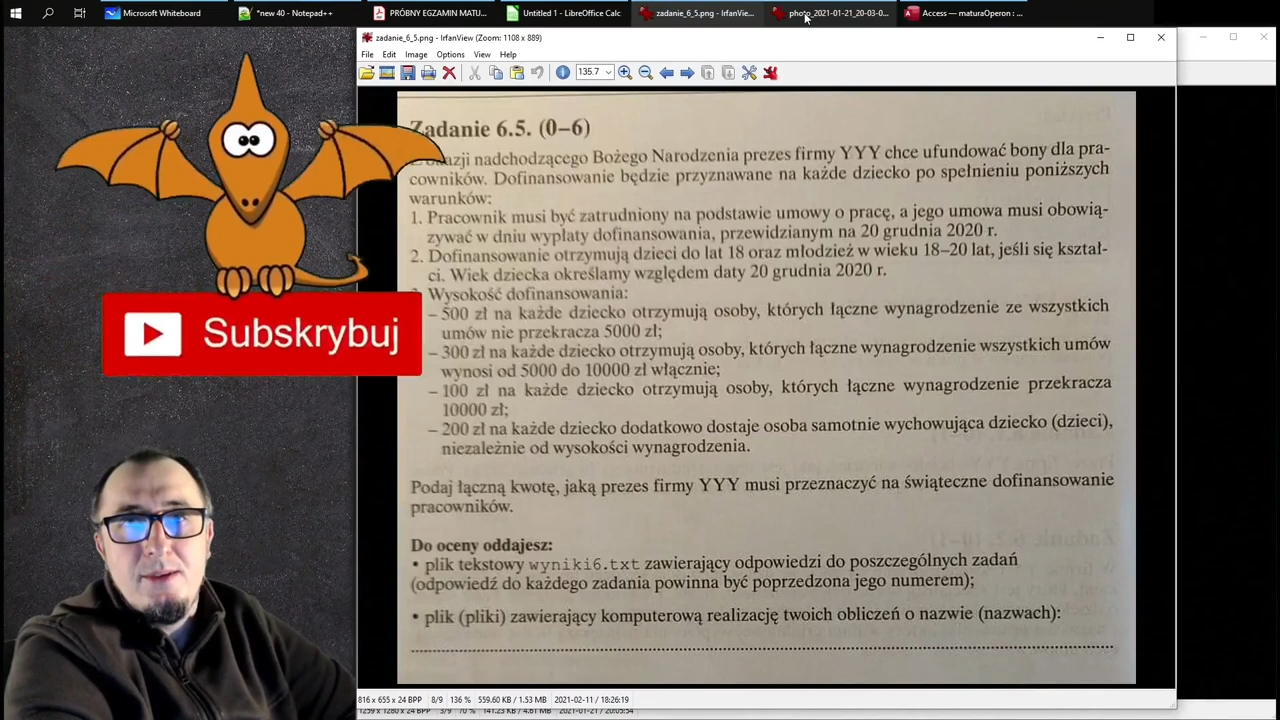 Microsoft Whiteboard
*new 40 - Notepad++
PRÓBNY EGZAMIN MATU...
Untitled 1 - LibreOffice Calc
zadanie_6_5.png - IrfanVie...
photo_2021-01-21_20-03-0...
Access — maturaOperon : ...
zadanie_6_5.png - IrfanView (Zoom: 1108 x 889)
File Edit Image Options View Help
135.7
Zadanie 6.5. (0–6)
okazji nadchodzącego Bożego Narodzenia prezes firmy YYY chce ufundować bony dla pra-
cowników. Dofinansowanie będzie przyznawane na każde dziecko po spełnieniu poniższych
warunków:
1. Pracownik musi być zatrudniony na podstawie umowy o pracę, a jego umowa musi obowią-
zywać w dniu wypłaty dofinansowania, przewidzianym na 20 grudnia 2020 r.
2. Dofinansowanie otrzymują dzieci do lat 18 oraz młodzież w wieku 18–20 lat, jeśli się kształ-
ci. Wiek dziecka określamy względem daty 20 grudnia 2020 r.
Wysokość dofinansowania:
– 500 zł na każde dziecko otrzymują osoby, których łączne wynagrodzenie ze wszystkich
umów nie przekracza 5000 zł;
– 300 zł na każde dziecko otrzymują osoby, których łączne wynagrodzenie wszystkich umów
wynosi od 5000 do 10000 zł włącznie;
– 100 zł na każde dziecko otrzymują osoby, których łączne wynagrodzenie przekracza
10000 zł;
– 200 zł na każde dziecko dodatkowo dostaje osoba samotnie wychowująca dziecko (dzieci),
niezależnie od wysokości wynagrodzenia.
Podaj łączną kwotę, jaką prezes firmy YYY musi przeznaczyć na świąteczne dofinansowanie
pracowników.
Do oceny oddajesz:
• plik tekstowy wyniki6.txt zawierający odpowiedzi do poszczególnych zadań
(odpowiedź do każdego zadania powinna być poprzedzona jego numerem);
• plik (pliki) zawierający komputerową realizację twoich obliczeń o nazwie (nazwach):
Subskrybuj
816 x 655 x 24 BPP 8/9 136 % 559.60 KB / 1.53 MB 2021-02-11 / 18:26:19